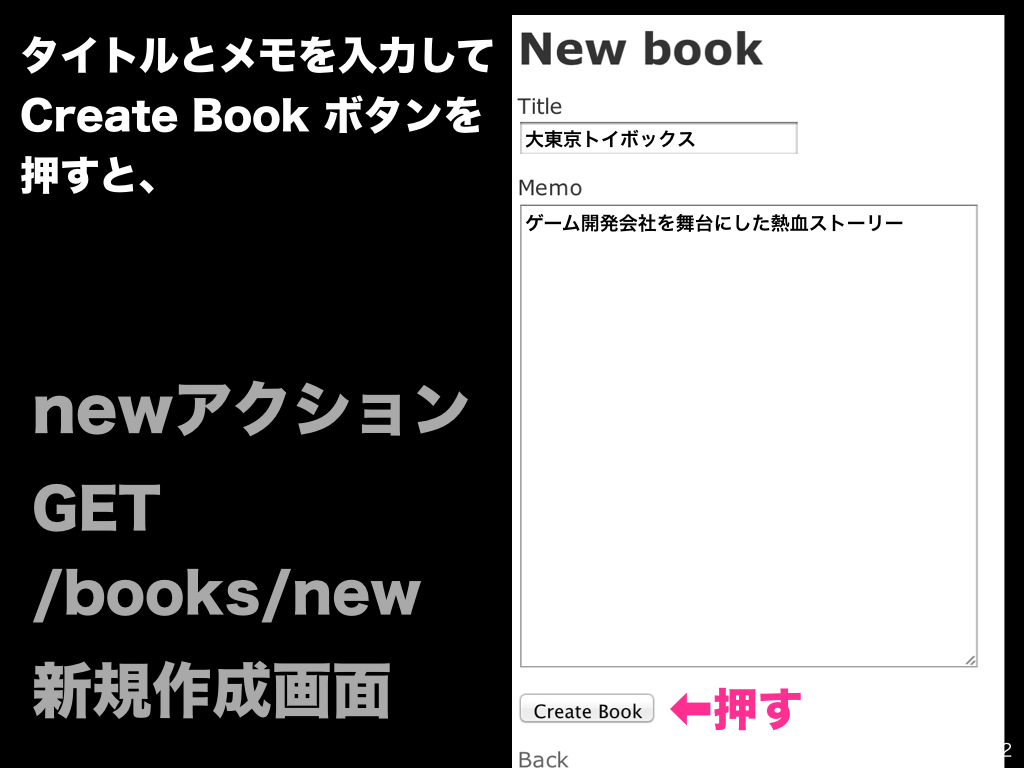 タイトルとメモを入力して
Create Book ボタンを
押すと、
newアクション
GET
/books/new
新規作成画面
New book
Title
大東京トイボックス
Memo
ゲーム開発会社を舞台にした熱血ストーリー
Create Book
⬅押す
Back
2